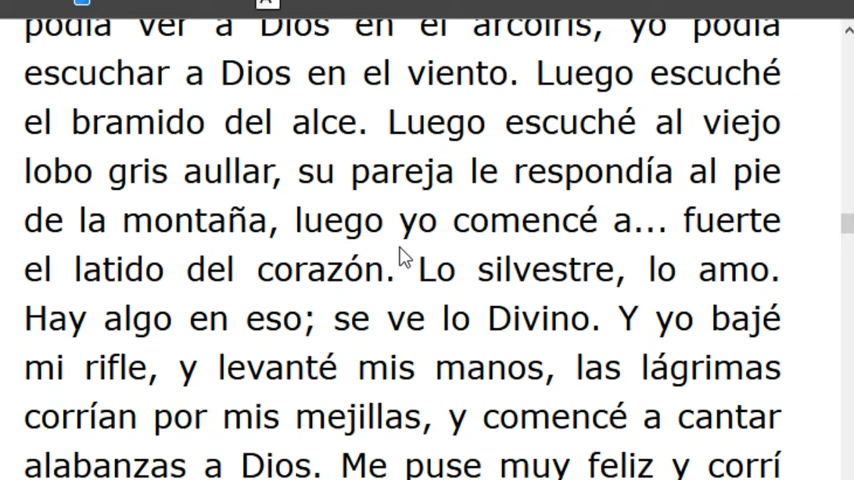 podía ver a Dios en el arcoíris, yo podía
escuchar a Dios en el viento. Luego escuché
el bramido del alce. Luego escuché al viejo
lobo gris aullar, su pareja le respondía al pie
de la montaña, luego yo comencé a... fuerte
el latido del corazón. Lo silvestre, lo amo.
Hay algo en eso; se ve lo Divino. Y yo bajé
mi rifle, y levanté mis manos, las lágrimas
corrían por mis mejillas, y comencé a cantar
alabanzas a Dios. Me puse muy feliz y corrí